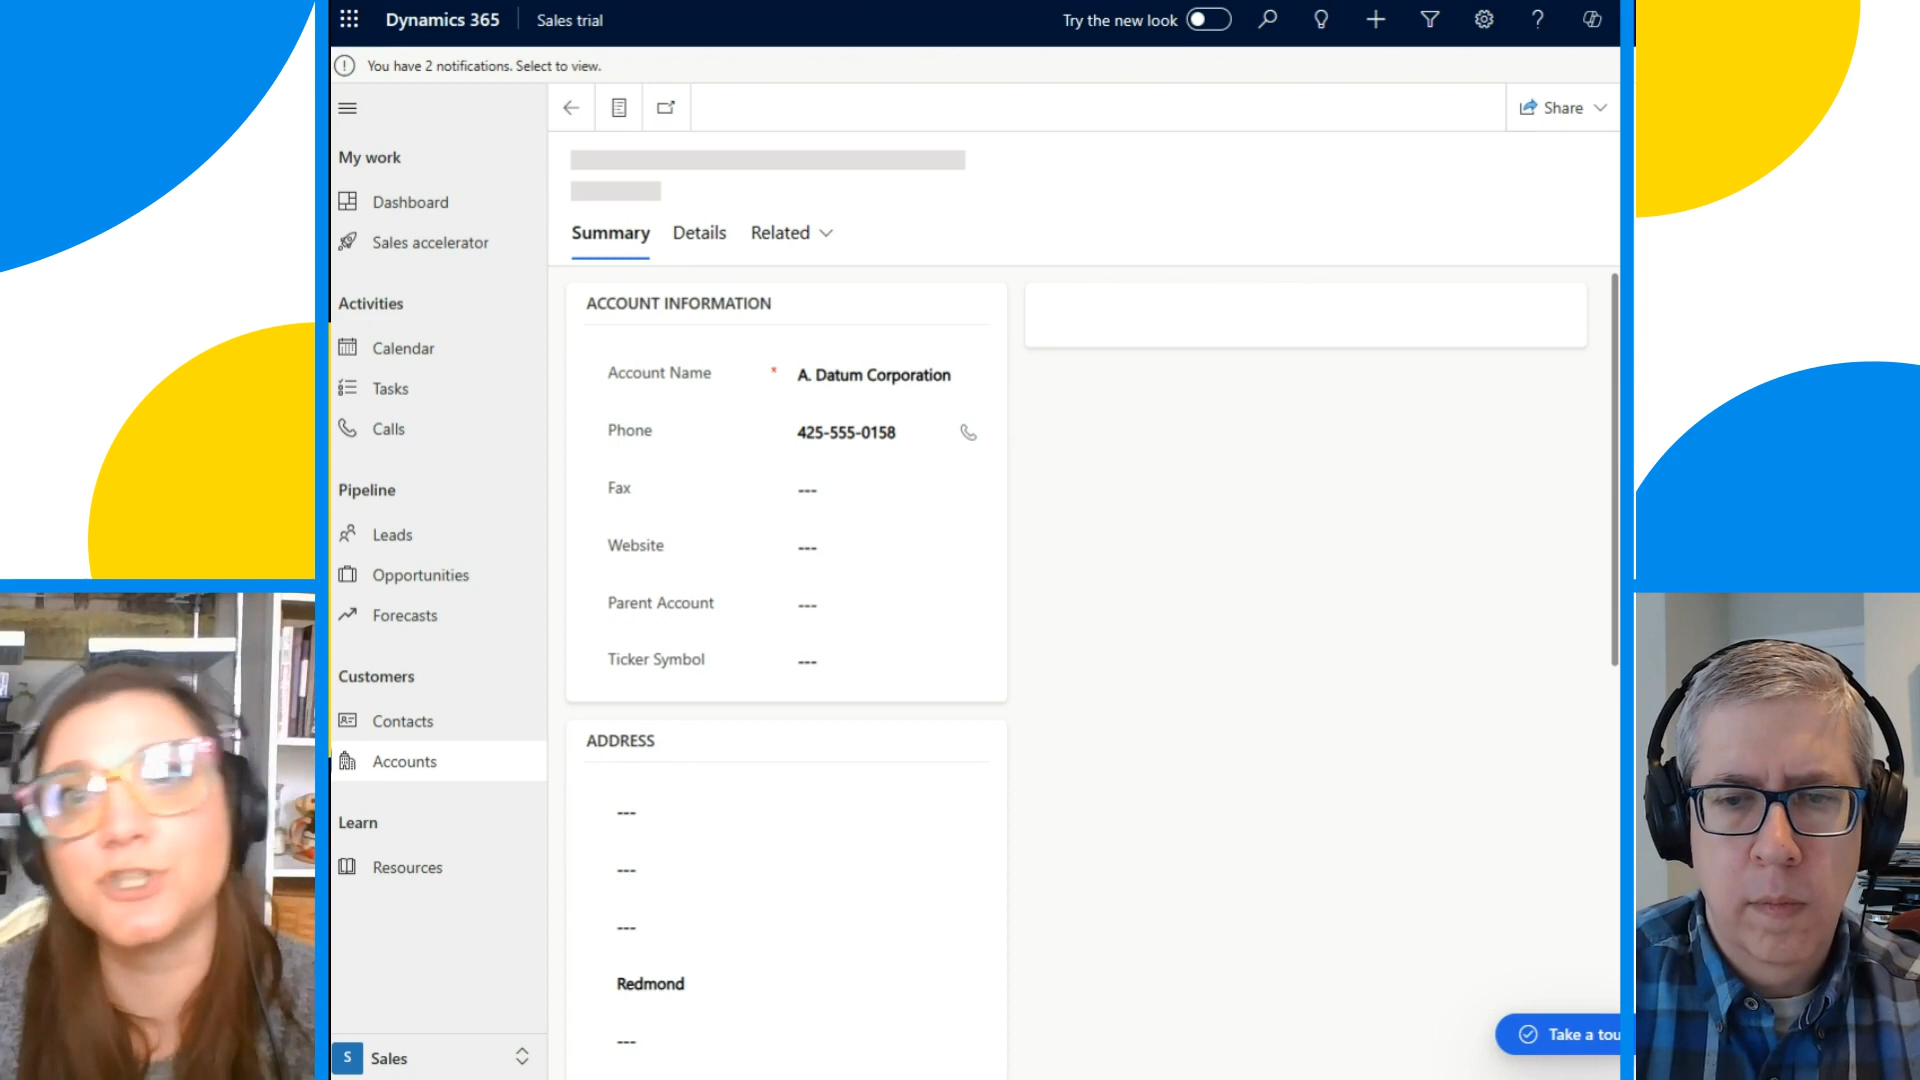 Dynamics 365
Sales trial
Try the new look
You have 2 notifications. Select to view.
Share
My work
Dashboard
Sales accelerator
Activities
Calendar
Tasks
Calls
Pipeline
Leads
Opportunities
Forecasts
Customers
Contacts
Accounts
Learn
Resources
S Sales
Summary Details Related
ACCOUNT INFORMATION
Account Name * A. Datum Corporation
Phone 425-555-0158
Fax ---
Website ---
Parent Account ---
Ticker Symbol ---
ADDRESS
---
---
---
Redmond
---
Take a tou